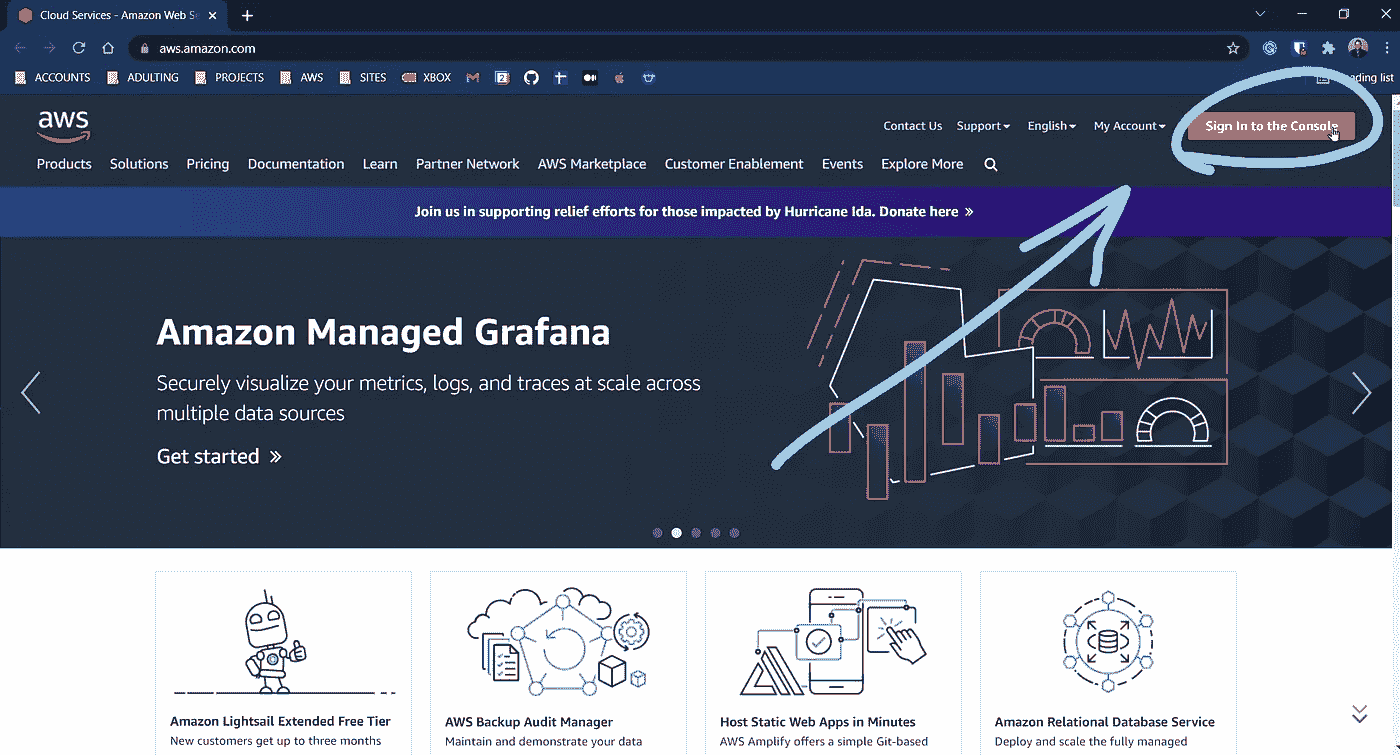 Cloud Services - Amazon Web Se
aws.amazon.com
ACCOUNTS ADULTING PROJECTS AWS SITES XBOX
ading list
aws
Contact Us Support English My Account Sign In to the Console
Products Solutions Pricing Documentation Learn Partner Network AWS Marketplace Customer Enablement Events Explore More
Join us in supporting relief efforts for those impacted by Hurricane Ida. Donate here »
Amazon Managed Grafana
Securely visualize your metrics, logs, and traces at scale across
multiple data sources
Get started »
Amazon Lightsail Extended Free Tier
New customers get up to three months
AWS Backup Audit Manager
Maintain and demonstrate your data
Host Static Web Apps in Minutes
AWS Amplify offers a simple Git-based
Amazon Relational Database Service
Deploy and scale the fully managed